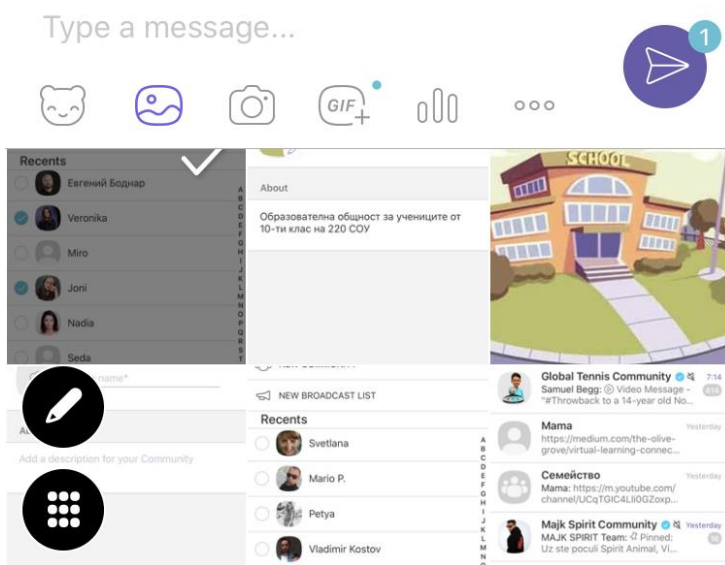 Type a message...
1
GIF
Recents
Евгений Боднар
Veronika
Miro
Joni
Nadia
Seda
A
B
C
D
E
F
G
H
I
J
K
L
M
N
O
P
Q
R
S
T
About
Образователна общност за учениците от
10-ти клас на 220 СОУ
SCHOOL
name*
Add a description for your Community
NEW COMMUNITY
NEW BROADCAST LIST
Recents
Svetlana
Mario P.
Petya
Vladimir Kostov
A
B
C
D
E
F
G
H
I
J
K
L
M
N
O
Global Tennis Community 7:14
Samuel Begg: Video Message -
"#Throwback to a 14-year old No...
Mama Yesterday
https://medium.com/the-olive-
grove/virtual-learning-connec...
Семейство Yesterday
Mama: https://m.youtube.com/
channel/UCqTGIC4LIi0GZoxp...
Majk Spirit Community Yesterday
MAJK SPIRIT Team: Pinned:
Uz ste poculi Spirit Animal, Vi...